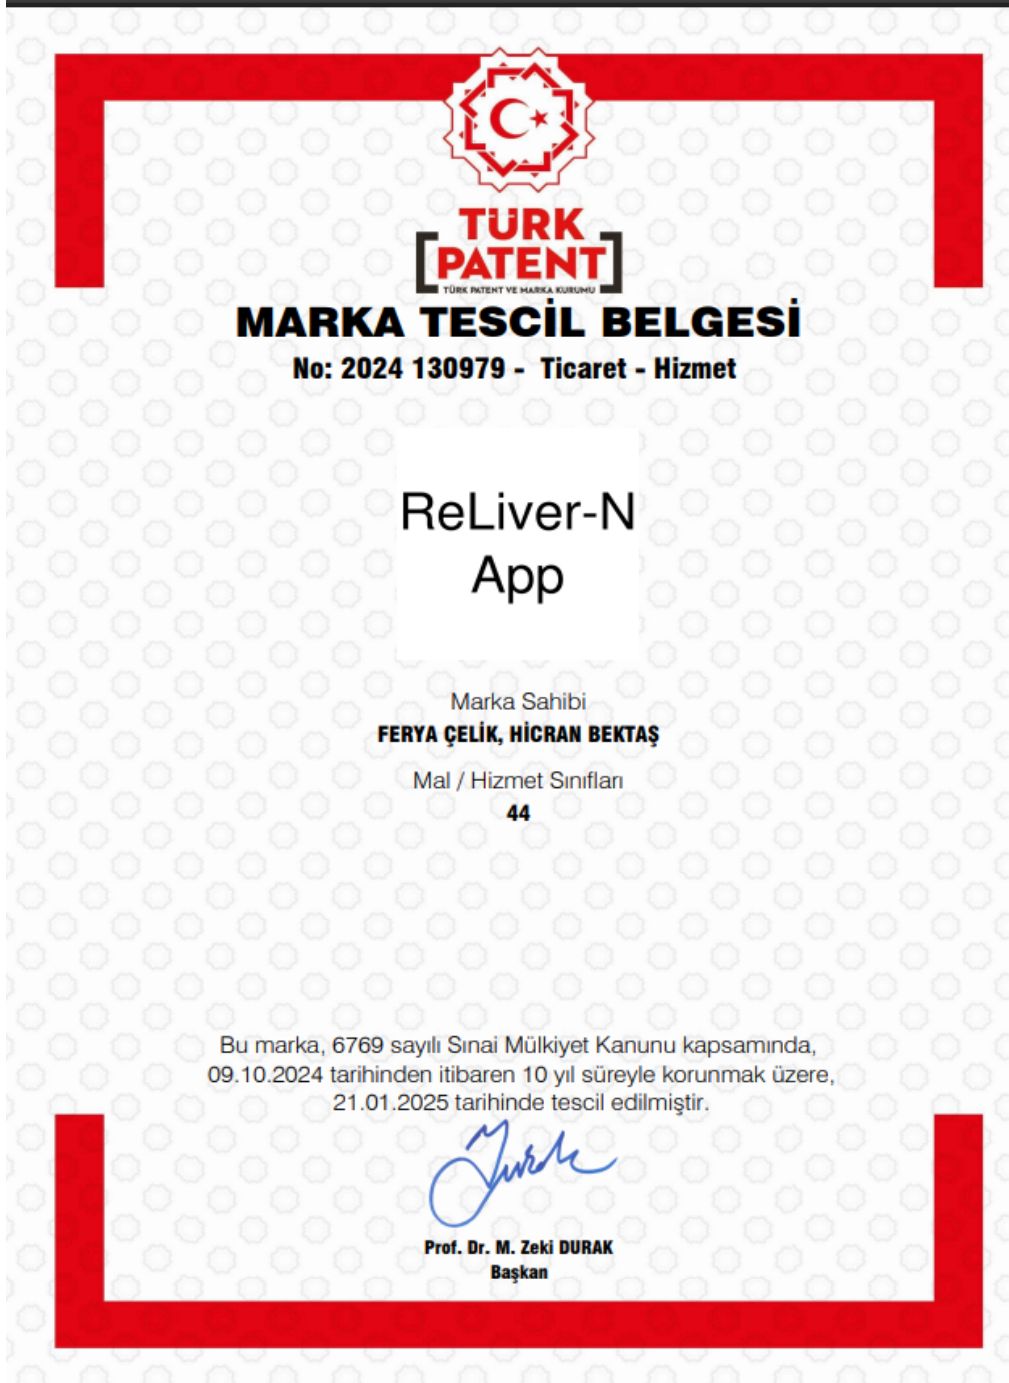 TÜRK
PATENT
TÜRK PATENT VE MARKA KURUMU
MARKA TESCİL BELGESİ
No: 2024 130979 - Ticaret - Hizmet
ReLiver-N
App
Marka Sahibi
FERYA ÇELİK, HİCRAN BEKTAŞ
Mal / Hizmet Sınıfları
44
Bu marka, 6769 sayılı Sınai Mülkiyet Kanunu kapsamında,
09.10.2024 tarihinden itibaren 10 yıl süreyle korunmak üzere,
21.01.2025 tarihinde tescil edilmiştir.
Prof. Dr. M. Zeki DURAK
Başkan